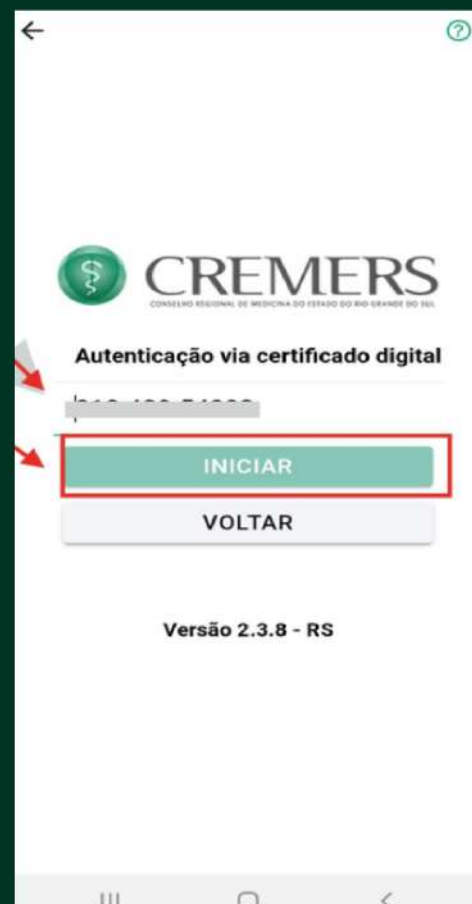 CREMERS
CONSELHO REGIONAL DE MEDICINA DO ESTADO DO RIO GRANDE DO SUL
Autenticação via certificado digital
INICIAR
VOLTAR
Versão 2.3.8 - RS